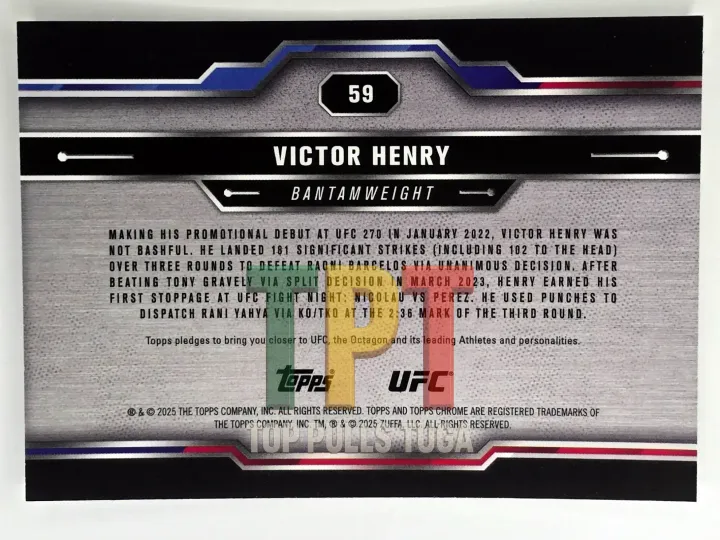 59
VICTOR HENRY
BANTAMWEIGHT
MAKING HIS PROMOTIONAL DEBUT AT UFC 270 IN JANUARY 2022, VICTOR HENRY WAS
NOT BASHFUL. HE LANDED 181 SIGNIFICANT STRIKES (INCLUDING 102 TO THE HEAD)
OVER THREE ROUNDS TO DEFEAT RAONI BARCELOS VIA UNANIMOUS DECISION. AFTER
BEATING TONY GRAVELY VIA SPLIT DECISION IN MARCH 2023, HENRY EARNED HIS
FIRST STOPPAGE AT UFC FIGHT NIGHT: NICOLAU VS PEREZ. HE USED PUNCHES TO
DISPATCH RANI YAHYA VIA KO/TKO AT THE 2:36 MARK OF THE THIRD ROUND.
Topps pledges to bring you closer to UFC, the Octagon and its leading Athletes and personalities.
TPT
topps UFC
® & © 2025 THE TOPPS COMPANY, INC. ALL RIGHTS RESERVED. TOPPS AND TOPPS CHROME ARE REGISTERED TRADEMARKS OF
THE TOPPS COMPANY, INC. TM, ® & © 2025 ZUFFA, LLC. ALL RIGHTS RESERVED.
TOP PULLS TUGA